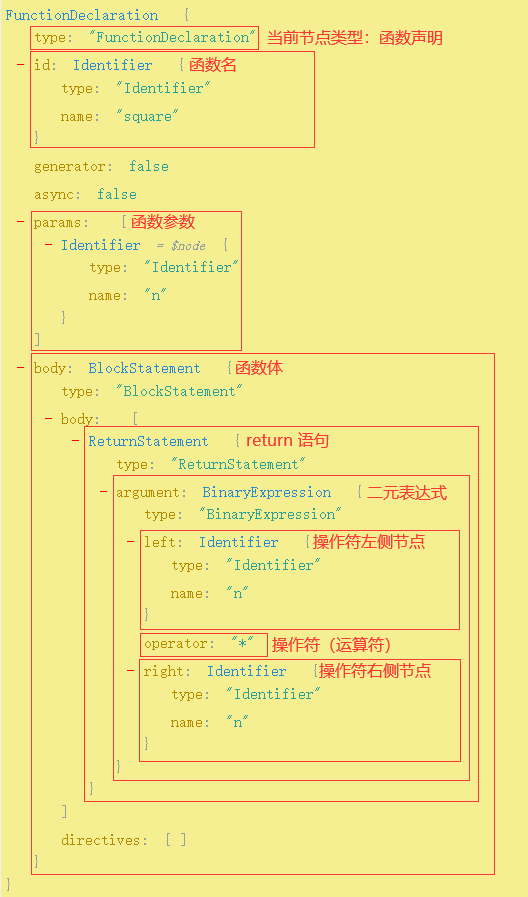 FunctionDeclaration {
type: "FunctionDeclaration" 当前节点类型：函数声明
- id: Identifier { 函数名
type: "Identifier"
name: "square"
}
generator: false
async: false
- params: [ 函数参数
- Identifier = $node {
type: "Identifier"
name: "n"
}
]
- body: BlockStatement { 函数体
type: "BlockStatement"
- body: [
- ReturnStatement { return 语句
type: "ReturnStatement"
- argument: BinaryExpression { 二元表达式
type: "BinaryExpression"
- left: Identifier { 操作符左侧节点
type: "Identifier"
name: "n"
}
operator: "*" 操作符（运算符）
- right: Identifier { 操作符右侧节点
type: "Identifier"
name: "n"
}
}
}
]
directives: [ ]
}
}